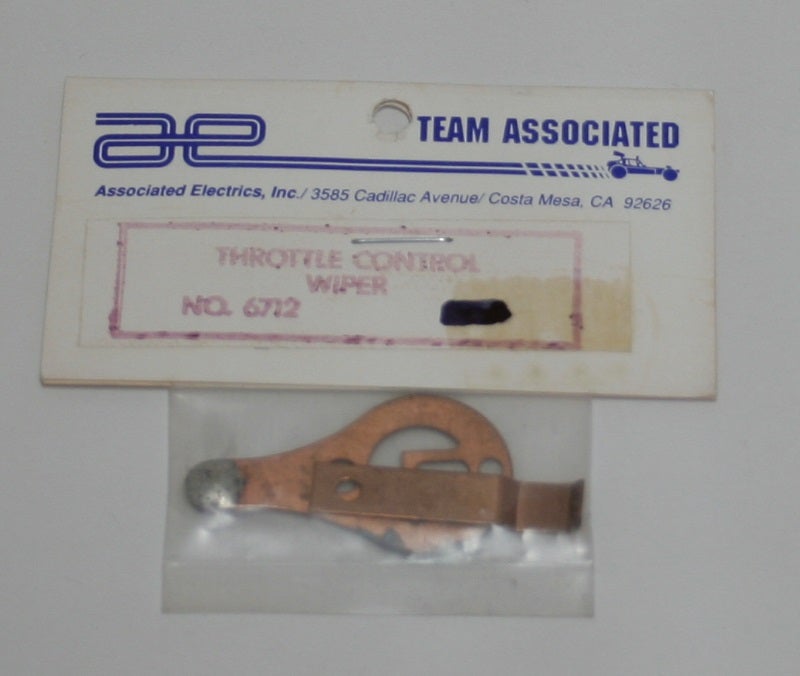 ae TEAM ASSOCIATED
Associated Electrics, Inc./ 3585 Cadillac Avenue/ Costa Mesa, CA 92626
THROTTLE CONTROL
WIPER
NO. 6712